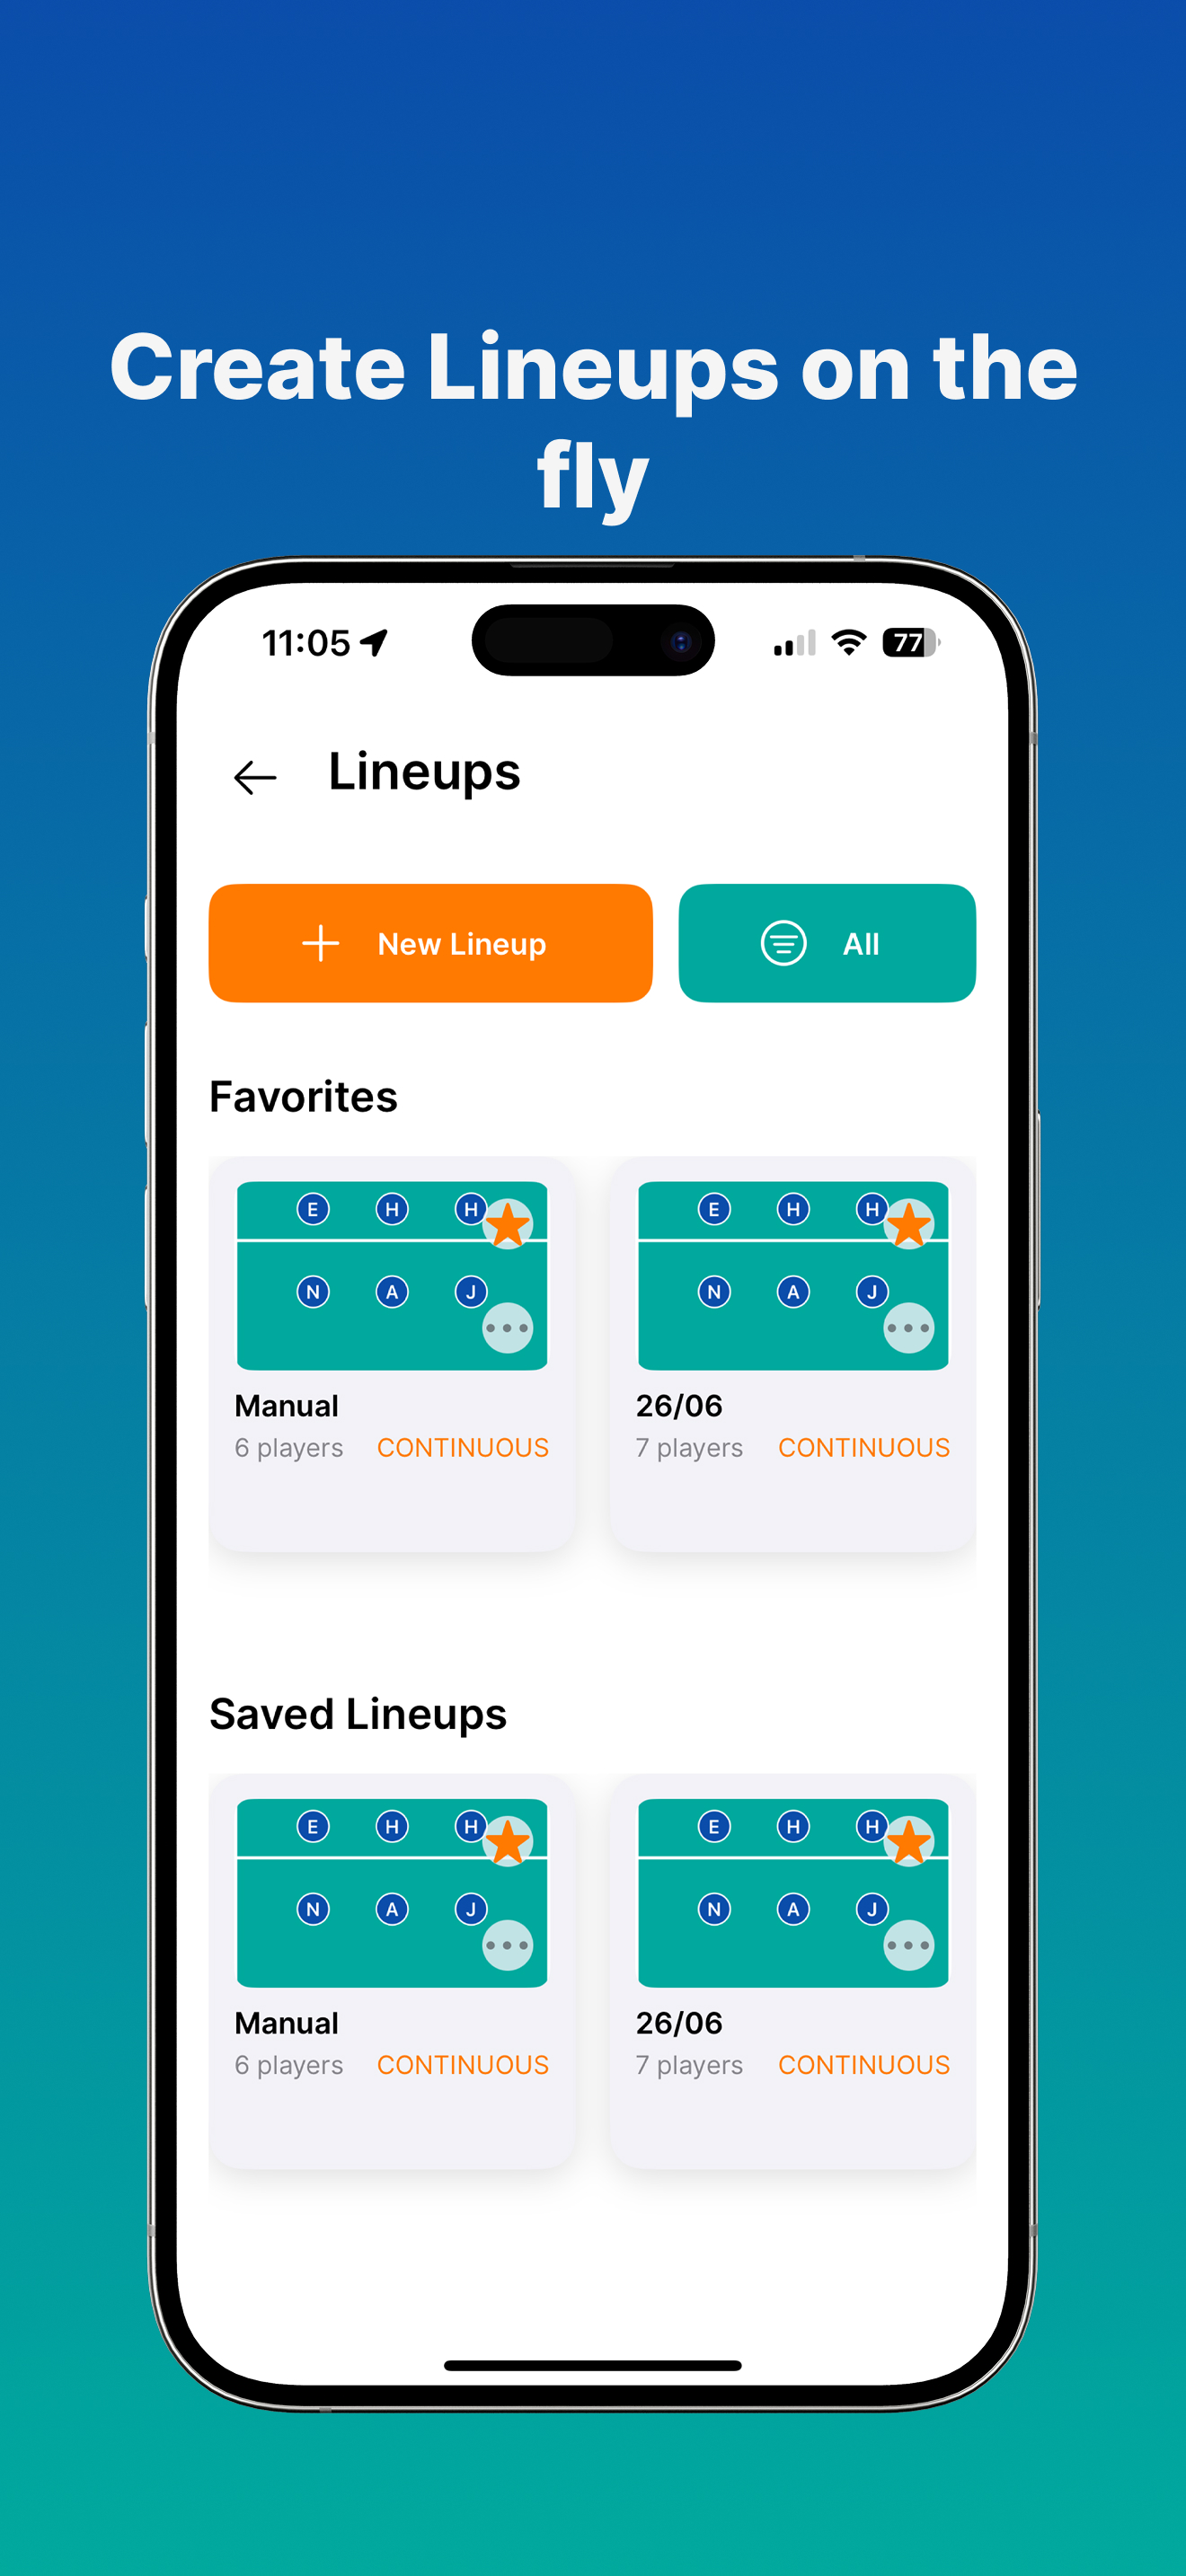 Create Lineups on the
fly
11:05
77
Lineups
New Lineup
All
Favorites
E H H
E H H
N A J
N A J
Manual
26/06
6 players CONTINUOUS
7 players CONTINUOUS
Saved Lineups
E H H
E H H
N A J
N A J
Manual
26/06
6 players CONTINUOUS
7 players CONTINUOUS